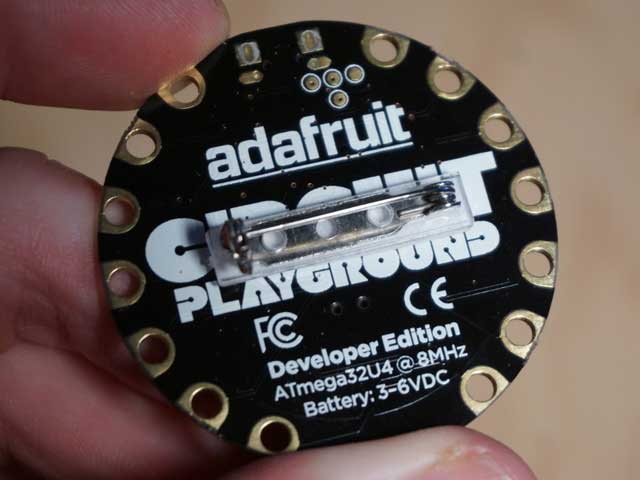 adafruit
CIRCUIT
PLAYGROUND
FC CE
Developer Edition
ATmega32U4 @ 8MHz
Battery: 3-6VDC